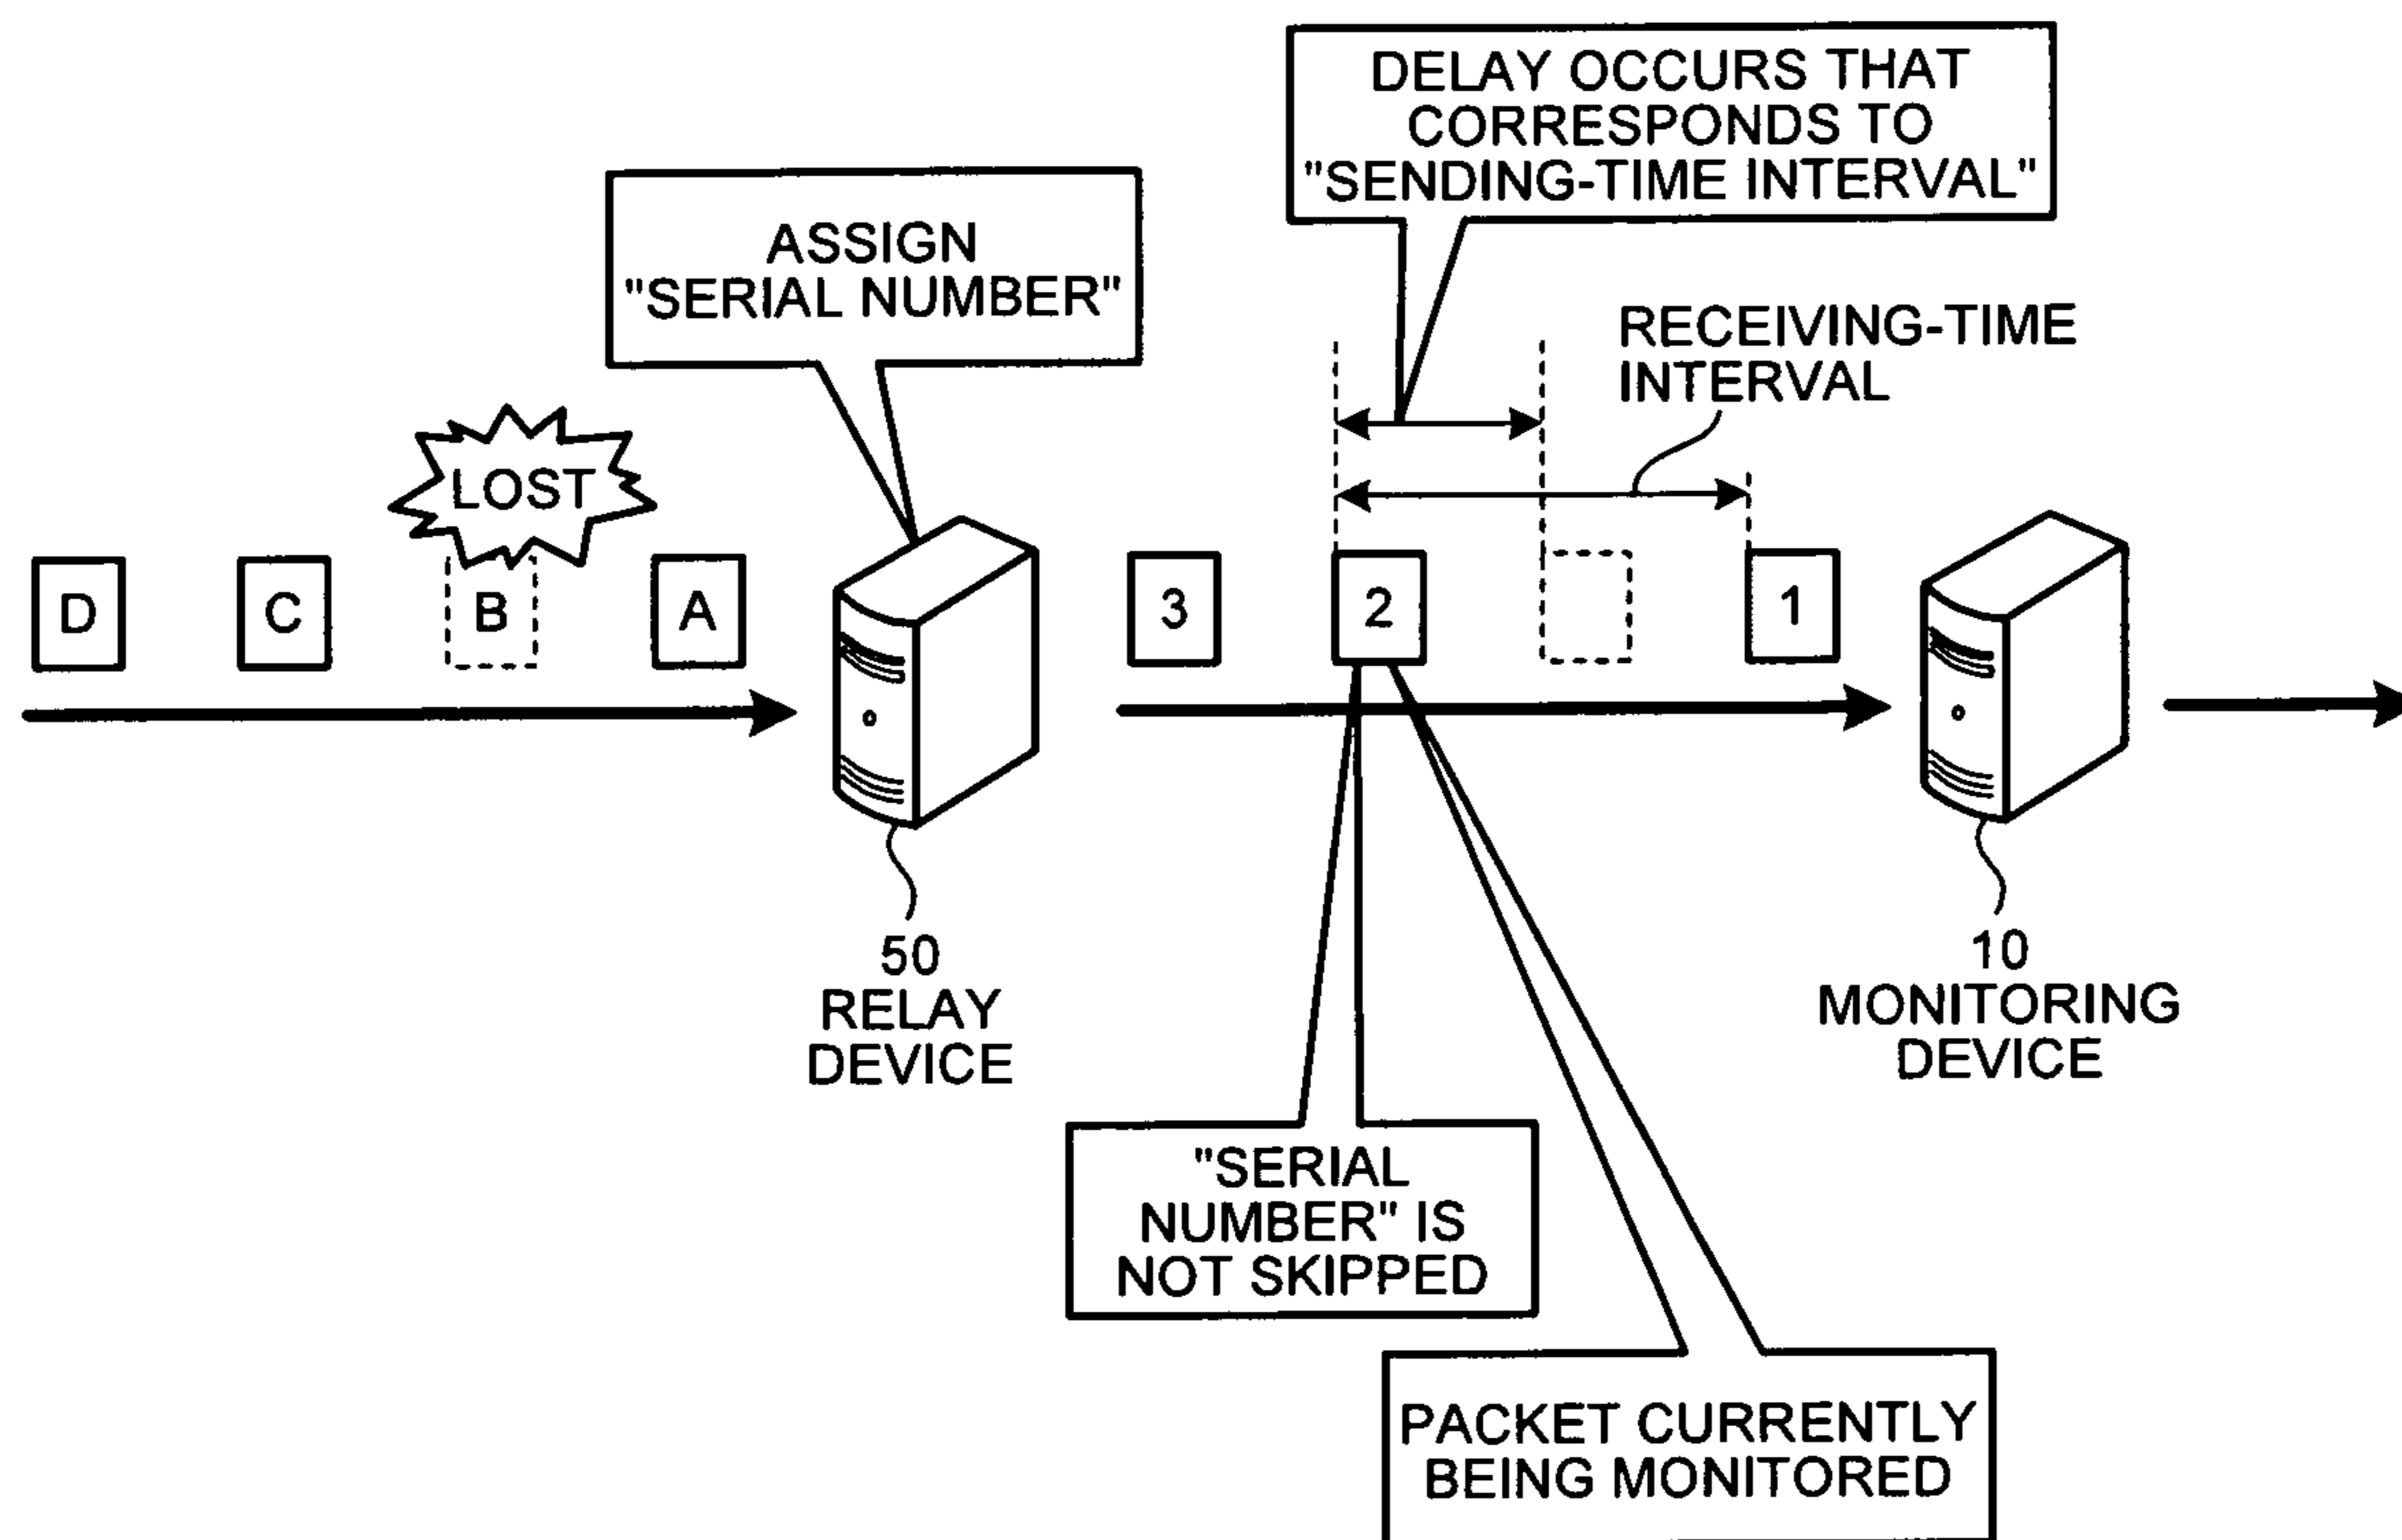 DELAY OCCURS THAT
CORRESPONDS TO
"SENDING-TIME INTERVAL"
ASSIGN
"SERIAL NUMBER"
RECEIVING-TIME
INTERVAL
LOST
D
C
B
A
3
2
1
50
RELAY
DEVICE
10
MONITORING
DEVICE
"SERIAL
NUMBER" IS
NOT SKIPPED
PACKET CURRENTLY
BEING MONITORED